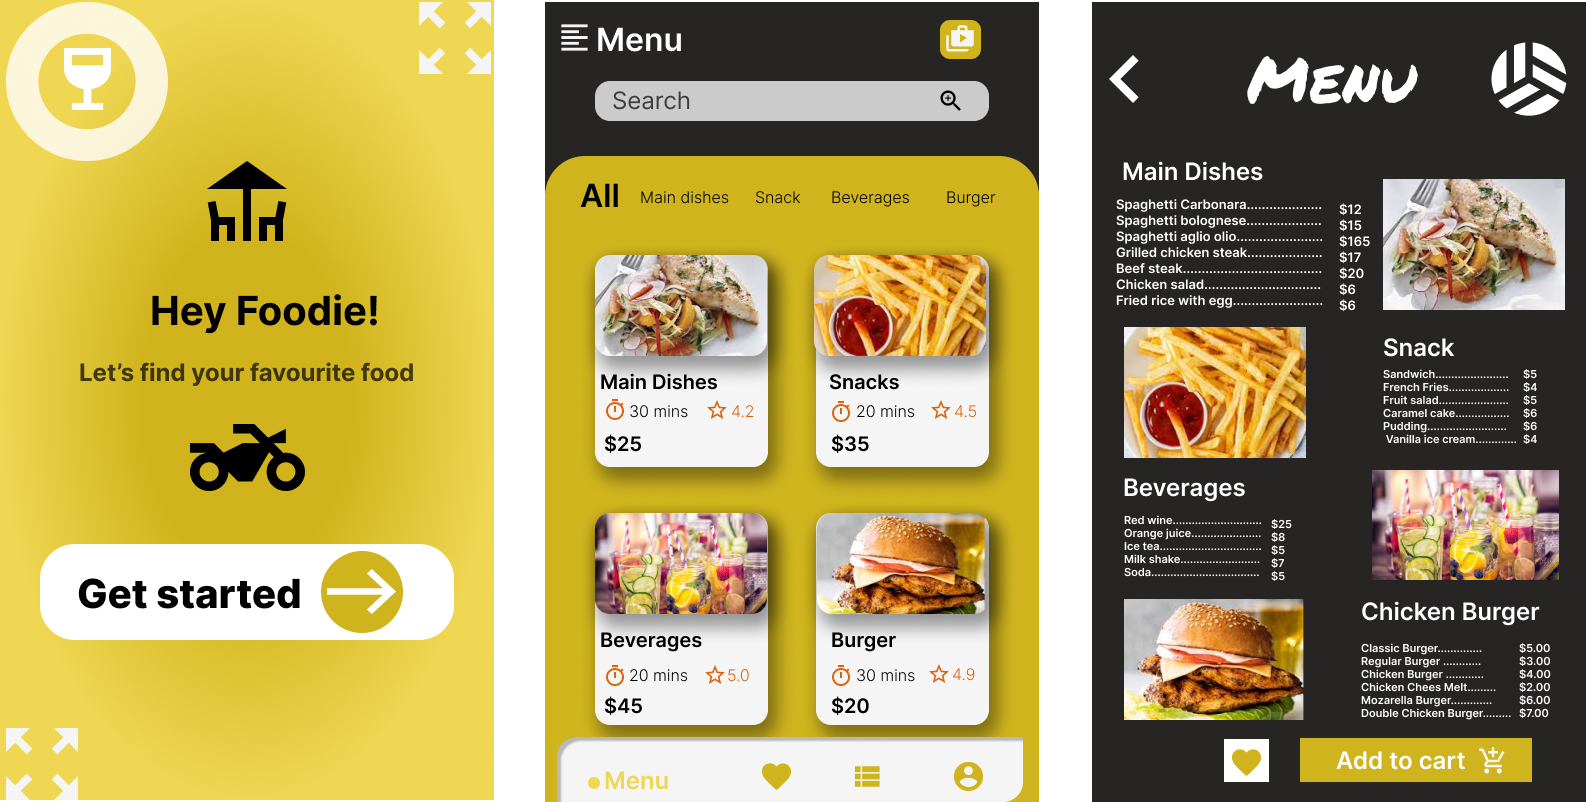 Hey Foodie!
Let's find your favourite food
Get started
Menu
Search
All Main dishes Snack Beverages Burger
Main Dishes
30 mins 4.2
$25
Snacks
20 mins 4.5
$35
Beverages
20 mins 5.0
$45
Burger
30 mins 4.9
$20
Menu
Menu
Main Dishes
Spaghetti Carbonara..................... $12
Spaghetti bolognese..................... $15
Spaghetti aglio olio........................ $165
Grilled chicken steak.................... $17
Beef steak...................................... $20
Chicken salad................................ $6
Fried rice with egg......................... $6
Snack
Sandwich........................ $5
French Fries.................... $4
Fruit salad....................... $5
Caramel cake.................. $6
Pudding.......................... $6
Vanilla ice cream............. $4
Beverages
Red wine............................. $25
Orange juice....................... $8
Ice tea.................................. $5
Milk shake.......................... $7
Soda.................................... $5
Chicken Burger
Classic Burger.............. $5.00
Regular Burger ............ $3.00
Chicken Burger ............ $4.00
Chicken Chees Melt......... $2.00
Mozarella Burger............. $6.00
Double Chicken Burger......... $7.00
Add to cart